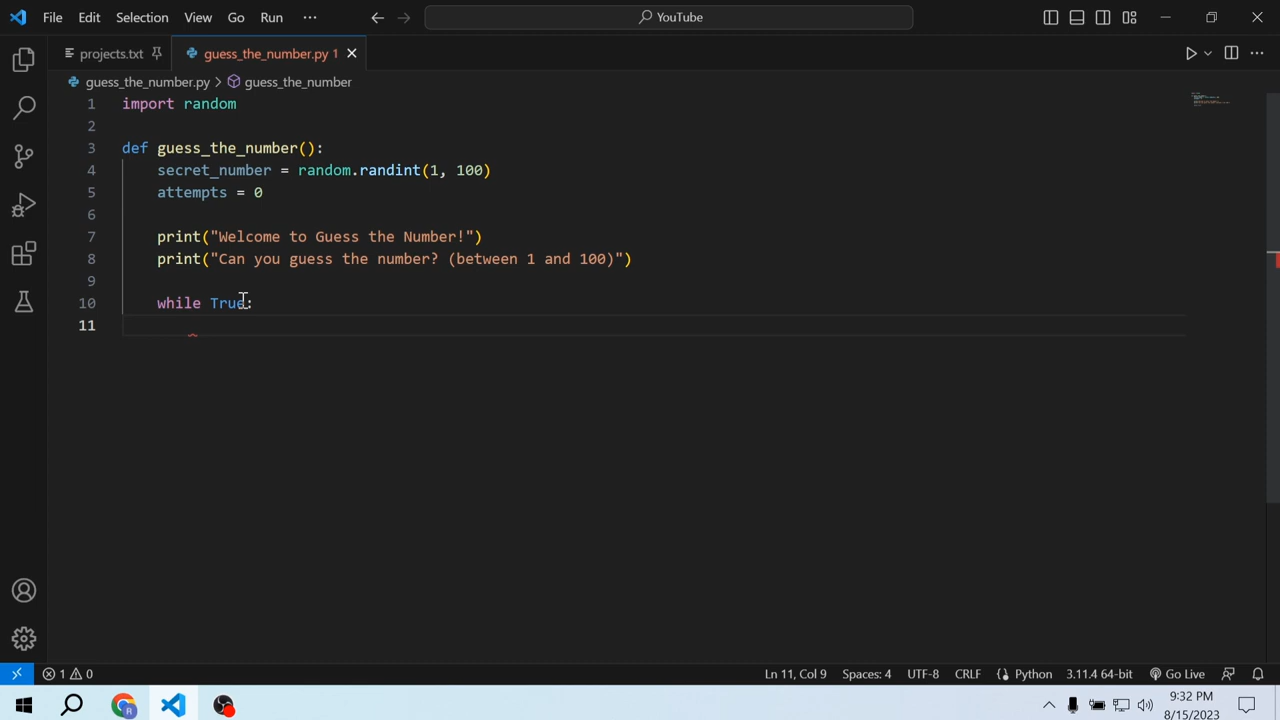 File Edit Selection View Go Run ··· YouTube
projects.txt guess_the_number.py 1
guess_the_number.py > guess_the_number
1 import random
2
3 def guess_the_number():
4 secret_number = random.randint(1, 100)
5 attempts = 0
6
7 print("Welcome to Guess the Number!")
8 print("Can you guess the number? (between 1 and 100)")
9
10 while True:
11
1 0 Ln 11, Col 9 Spaces: 4 UTF-8 CRLF Python 3.11.4 64-bit Go Live
R
9:32 PM
8/15/2023